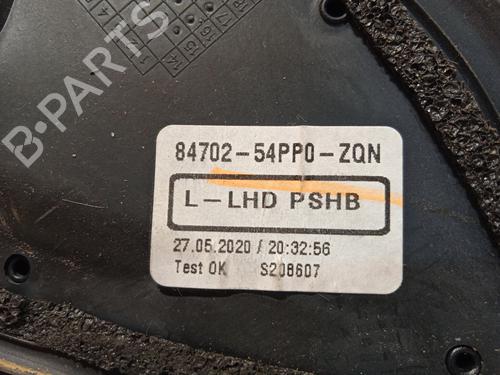 84702-54PP0-ZQN
L-LHD PSHB
27.05.2020 / 20:32:56
Test OK S208607
B-PARTS